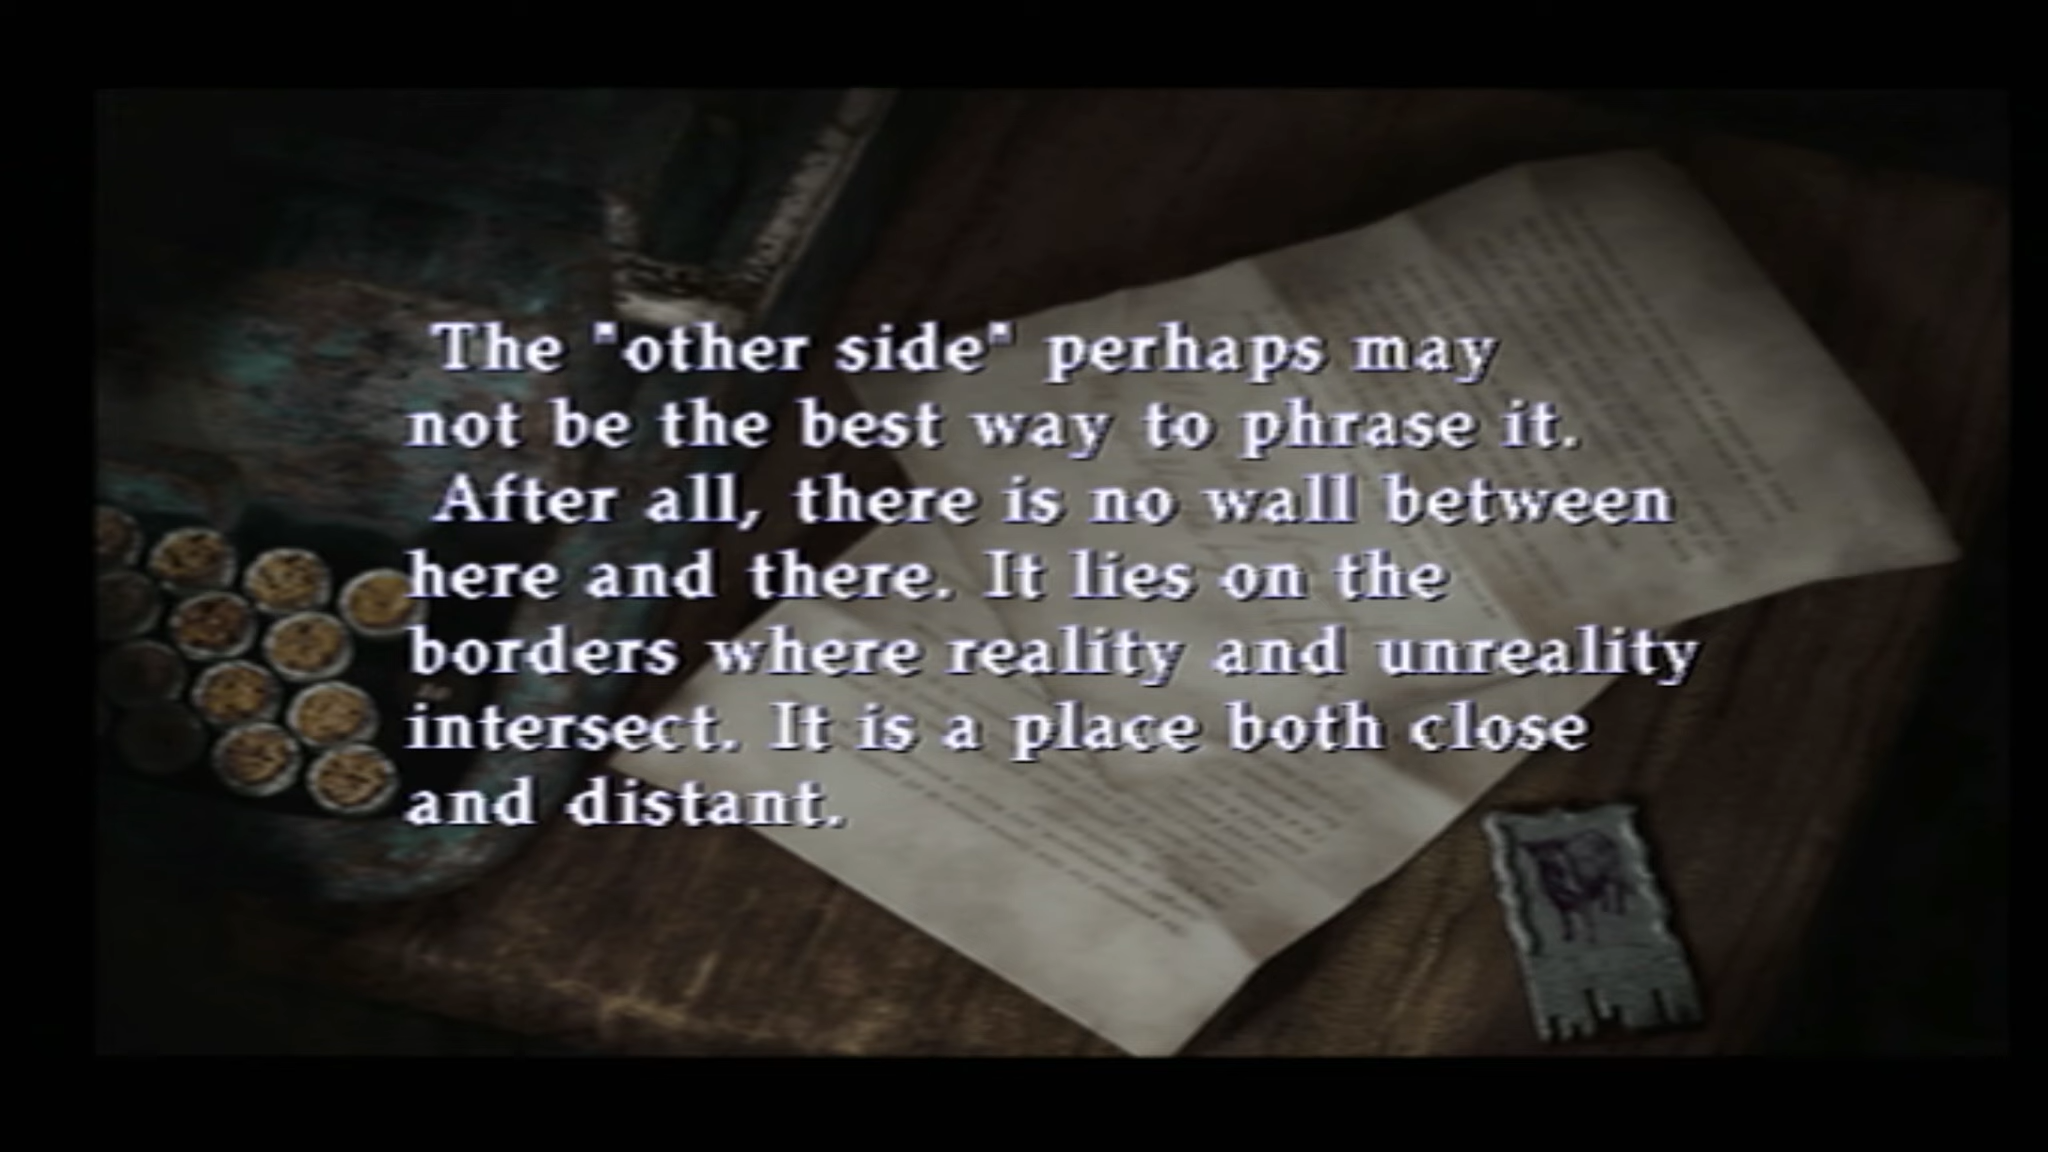 The "other side" perhaps may
not be the best way to phrase it.
After all, there is no wall between
here and there. It lies on the
borders where reality and unreality
intersect. It is a place both close
and distant.